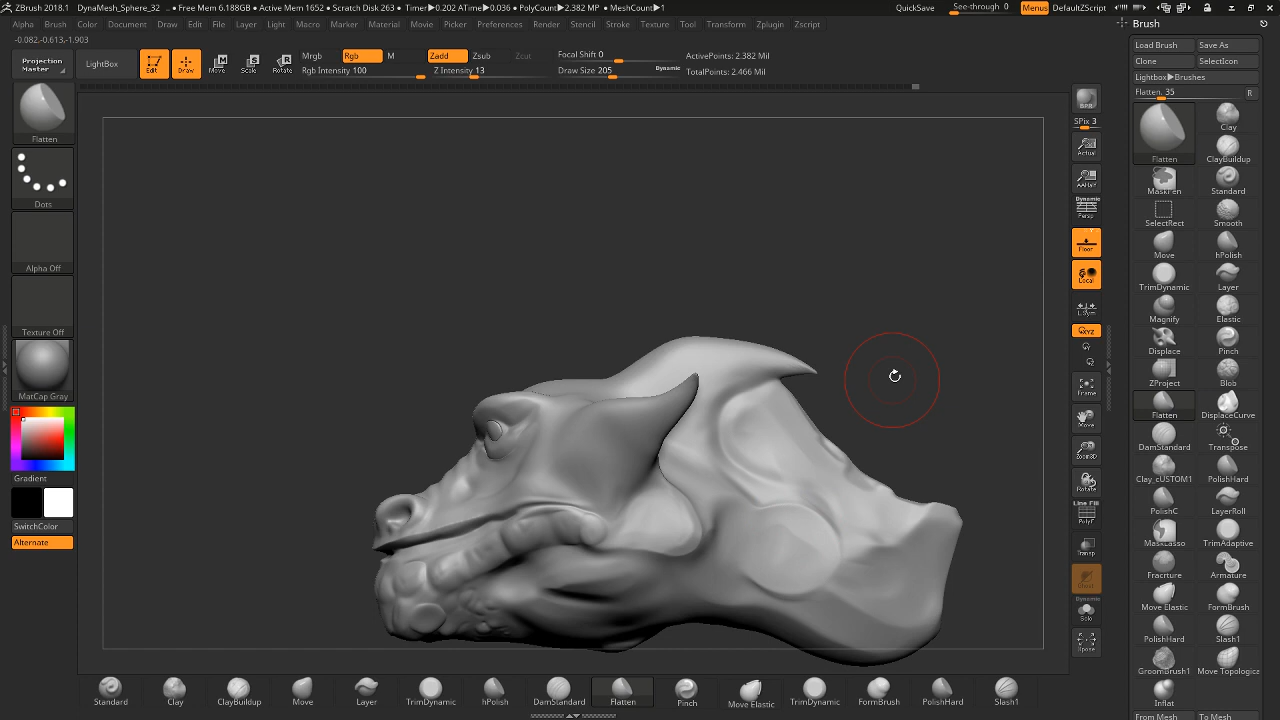 ZBrush 2018.1 DynaMesh_Sphere_32 .. • Free Mem 6.188GB • Active Mem 1652 • Scratch Disk 263 • Timer▶0.202 ATime▶0.036 • PolyCount▶2.382 MP • MeshCount▶1 QuickSave See-through 0 Menus DefaultZScript
Alpha Brush Color Document Draw Edit File Layer Light Macro Marker Material Movie Picker Preferences Render Stencil Stroke Texture Tool Transform Zplugin Zscript
-0.082,-0.613,-1.903
Projection Master
LightBox
Edit Draw Move Scale Rotate
Mrgb Rgb M
Rgb Intensity 100
Zadd Zsub Zcut
Z Intensity 13
Focal Shift 0
Draw Size 205 Dynamic
ActivePoints: 2.382 Mil
TotalPoints: 2.466 Mil
Flatten
Dots
Alpha Off
Texture Off
MatCap Gray
Gradient
SwitchColor
Alternate
BPR
SPix 3
Actual
AAHalf
Dynamic
Persp
Floor
Local
L.Sym
XYZ
Frame
Move
Zoom3D
Rotate
Line Fill
PolyF
Transp
Ghost
Dynamic
Solo
Xpose
Brush
Load Brush Save As
Clone SelectIcon
Lightbox▶Brushes
Flatten. 35 R
Flatten Clay
ClayBuildup
MaskPen Standard
SelectRect Smooth
Move hPolish
TrimDynamic Layer
Magnify Elastic
Displace Pinch
ZProject Blob
Flatten DisplaceCurve
DamStandard Transpose
Clay_cUSTOM1 PolishHard
PolishC LayerRoll
MaskLasso TrimAdaptive
Fracrture Armature
Move Elastic FormBrush
PolishHard Slash1
GroomBrush1 Move Topologica
Inflat
From Mesh To Mesh
Standard Clay ClayBuildup Move Layer TrimDynamic hPolish DamStandard Flatten Pinch Move Elastic TrimDynamic FormBrush PolishHard Slash1